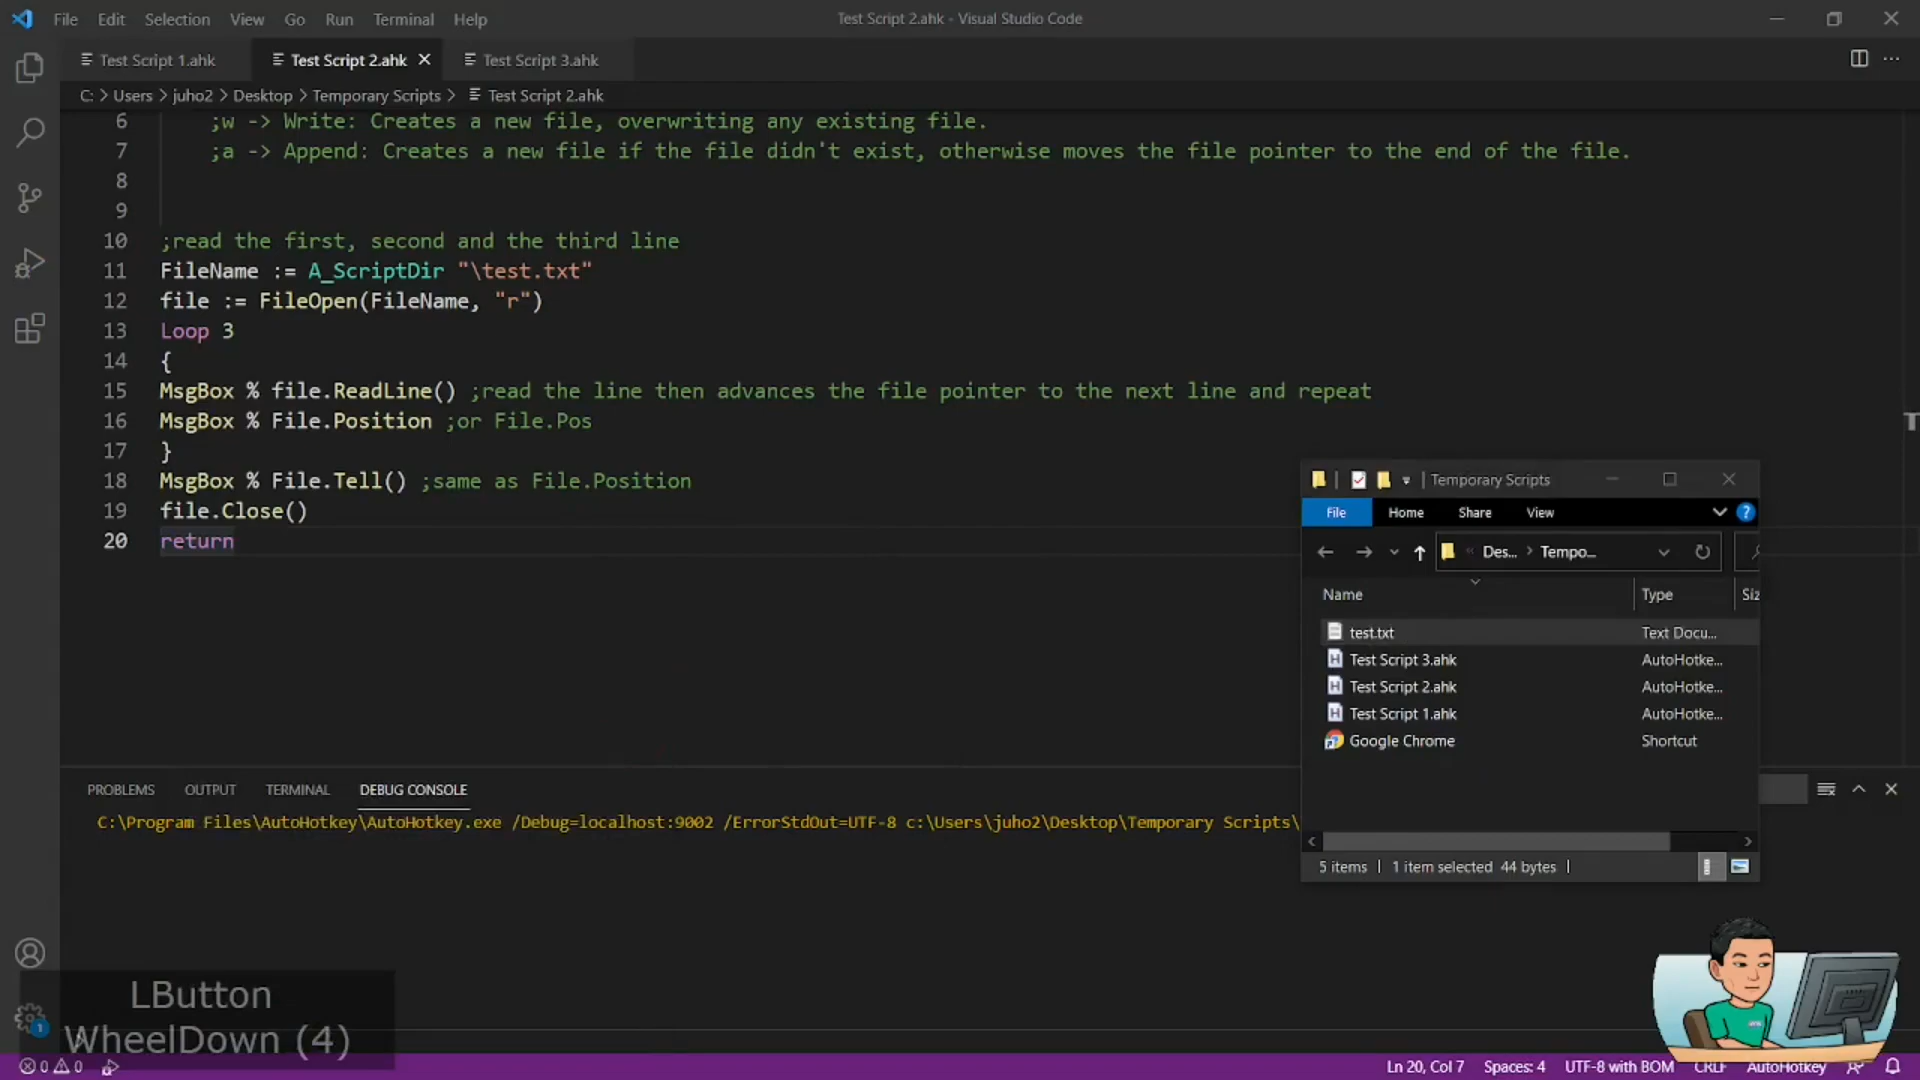 File Edit Selection View Go Run Terminal Help
Test Script 2.ahk - Visual Studio Code
Test Script 1.ahk
Test Script 2.ahk
Test Script 3.ahk
C: > Users > juho2 > Desktop > Temporary Scripts > Test Script 2.ahk
6 ;w -> Write: Creates a new file, overwriting any existing file.
7 ;a -> Append: Creates a new file if the file didn't exist, otherwise moves the file pointer to the end of the file.
8
9
10 ;read the first, second and the third line
11 FileName := A_ScriptDir "\test.txt"
12 file := FileOpen(FileName, "r")
13 Loop 3
14 {
15 MsgBox % file.ReadLine() ;read the line then advances the file pointer to the next line and repeat
16 MsgBox % File.Position ;or File.Pos
17 }
18 MsgBox % File.Tell() ;same as File.Position
19 file.Close()
20 return
Temporary Scripts
File Home Share View
Des... > Tempo...
Name Type Siz
test.txt Text Docu...
Test Script 3.ahk AutoHotke...
Test Script 2.ahk AutoHotke...
Test Script 1.ahk AutoHotke...
Google Chrome Shortcut
5 items 1 item selected 44 bytes
PROBLEMS OUTPUT TERMINAL DEBUG CONSOLE
C:\Program Files\AutoHotkey\AutoHotkey.exe /Debug=localhost:9002 /ErrorStdOut=UTF-8 c:\Users\juho2\Desktop\Temporary Scripts\
LButton
WheelDown (4)
1
0 0
Ln 20, Col 7 Spaces: 4 UTF-8 with BOM CRLF AutoHotkey